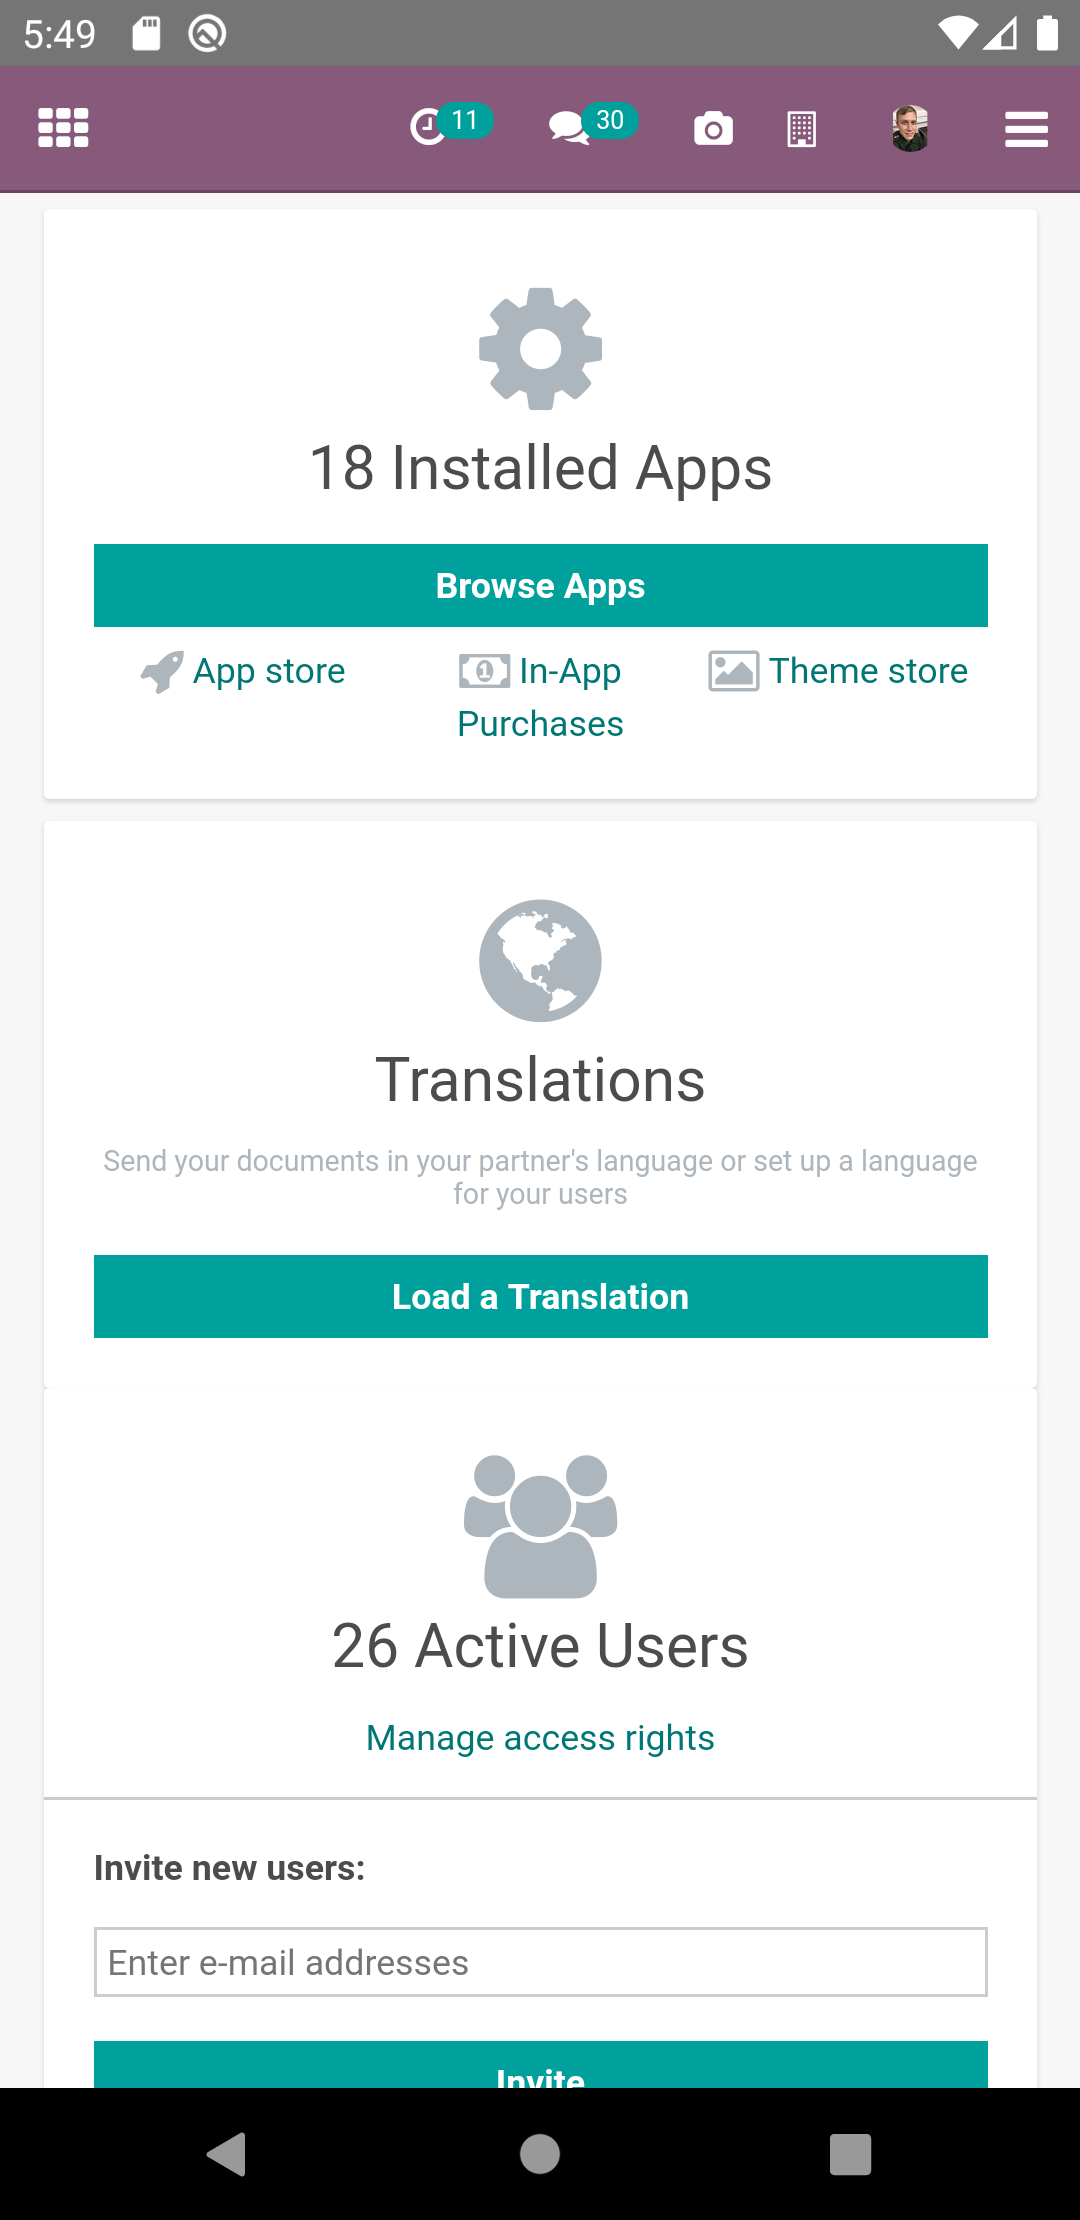 5:49
11
30
18 Installed Apps
Browse Apps
App store
In-App
Purchases
Theme store
Translations
Send your documents in your partner's language or set up a language
for your users
Load a Translation
26 Active Users
Manage access rights
Invite new users:
Enter e-mail addresses
Invite